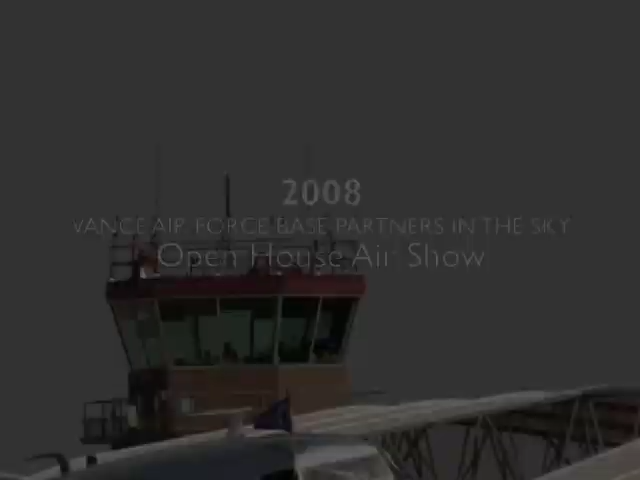 2008
VANCE AIR FORCE BASE PARTNERS IN THE SKY
Open House Air Show